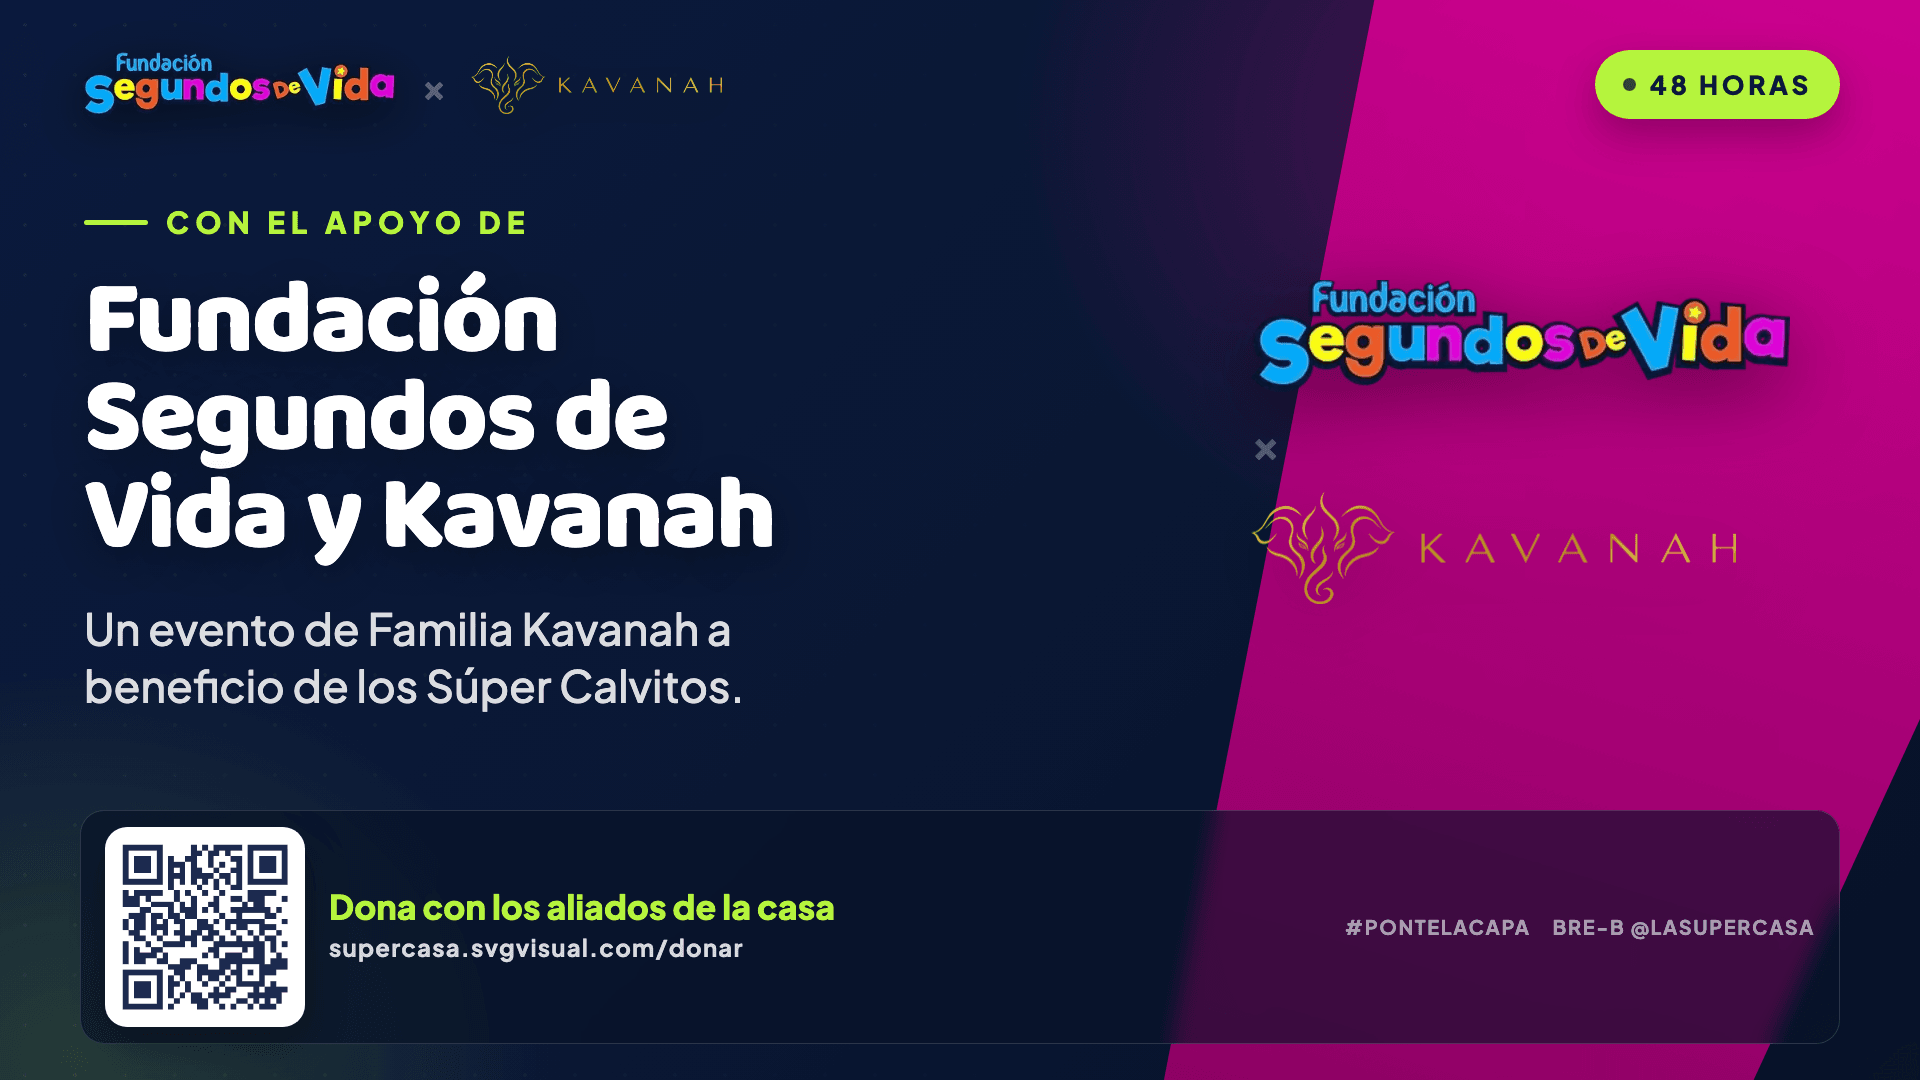 Fundación
Segundos de Vida
×
KAVANAH
48 HORAS
CON EL APOYO DE
Fundación
Segundos de
Vida y Kavanah
Un evento de Familia Kavanah a
beneficio de los Súper Calvitos.
Fundación
Segundos de Vida
×
KAVANAH
Dona con los aliados de la casa
supercasa.svgvisual.com/donar
#PONTELACAPA BRE-B @LASUPERCASA